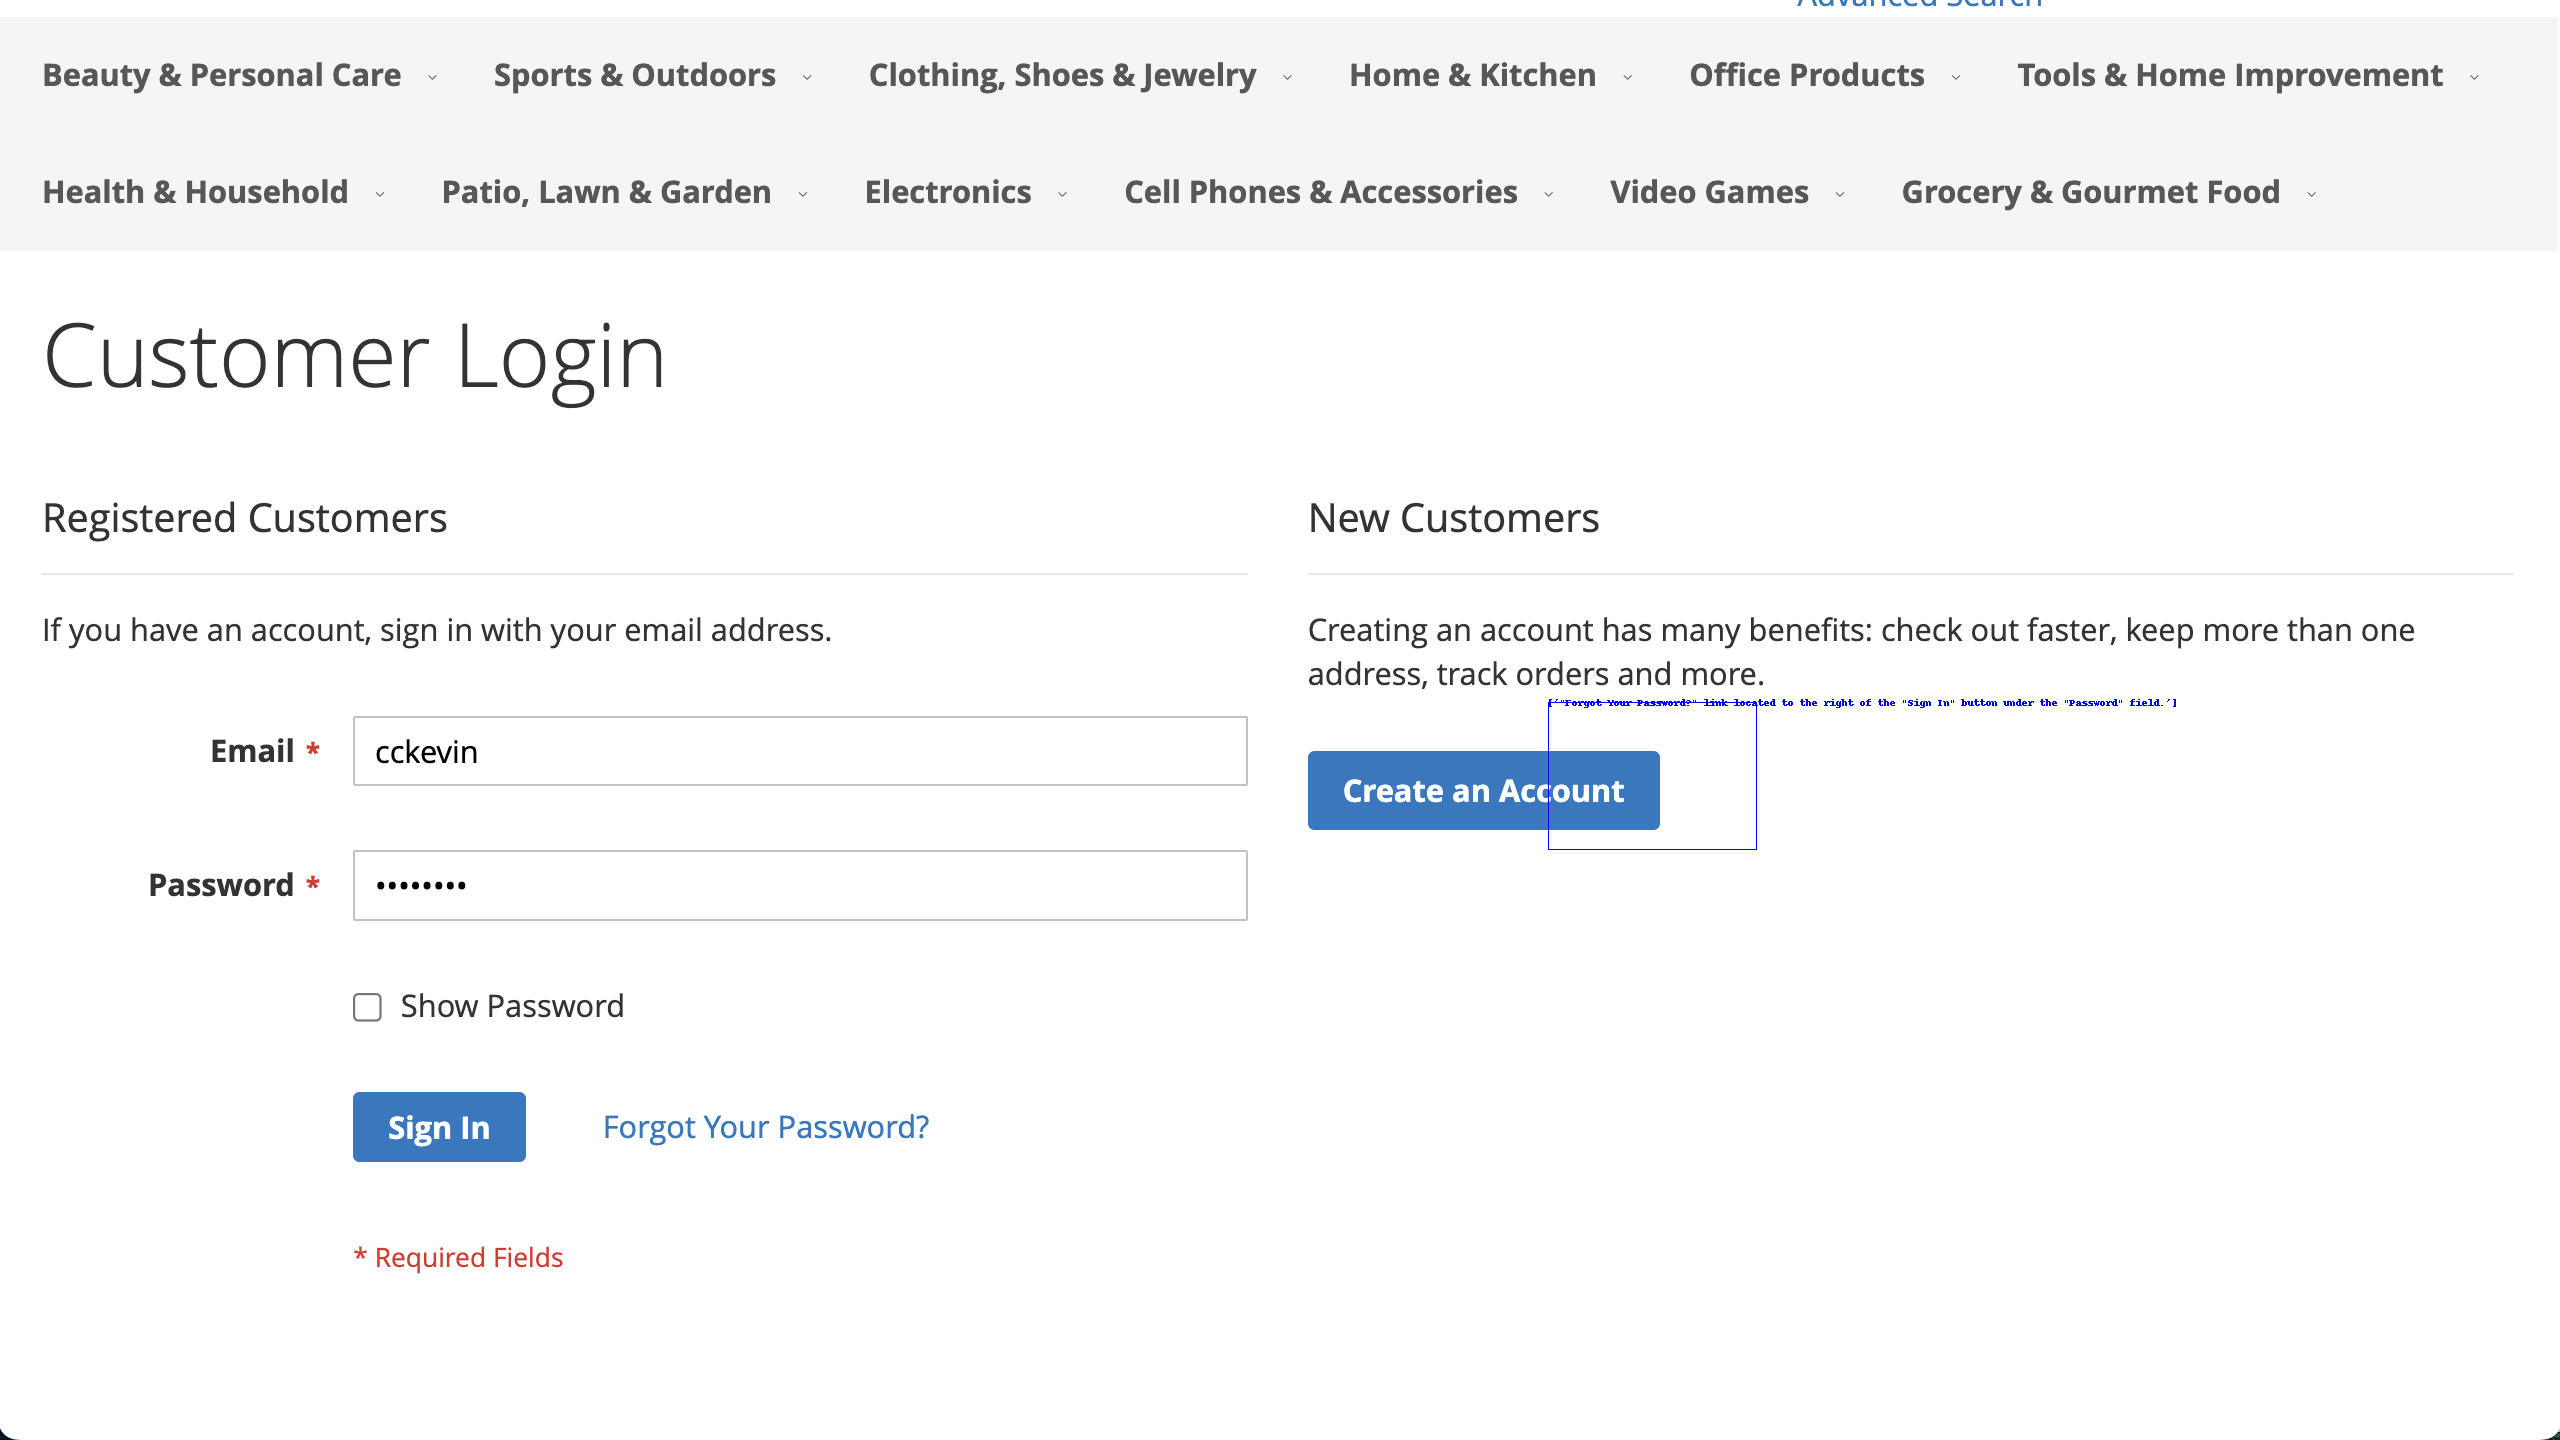 Advanced Search
Beauty & Personal Care Sports & Outdoors Clothing, Shoes & Jewelry Home & Kitchen Office Products Tools & Home Improvement
Health & Household Patio, Lawn & Garden Electronics Cell Phones & Accessories Video Games Grocery & Gourmet Food
Customer Login
Registered Customers
If you have an account, sign in with your email address.
Email *
cckevin
Password *
••••••••
Show Password
Sign In Forgot Your Password?
* Required Fields
New Customers
Creating an account has many benefits: check out faster, keep more than one
address, track orders and more.
['"Forgot Your Password?" link located to the right of the "Sign In" button under the "Password" field.']
Create an Account